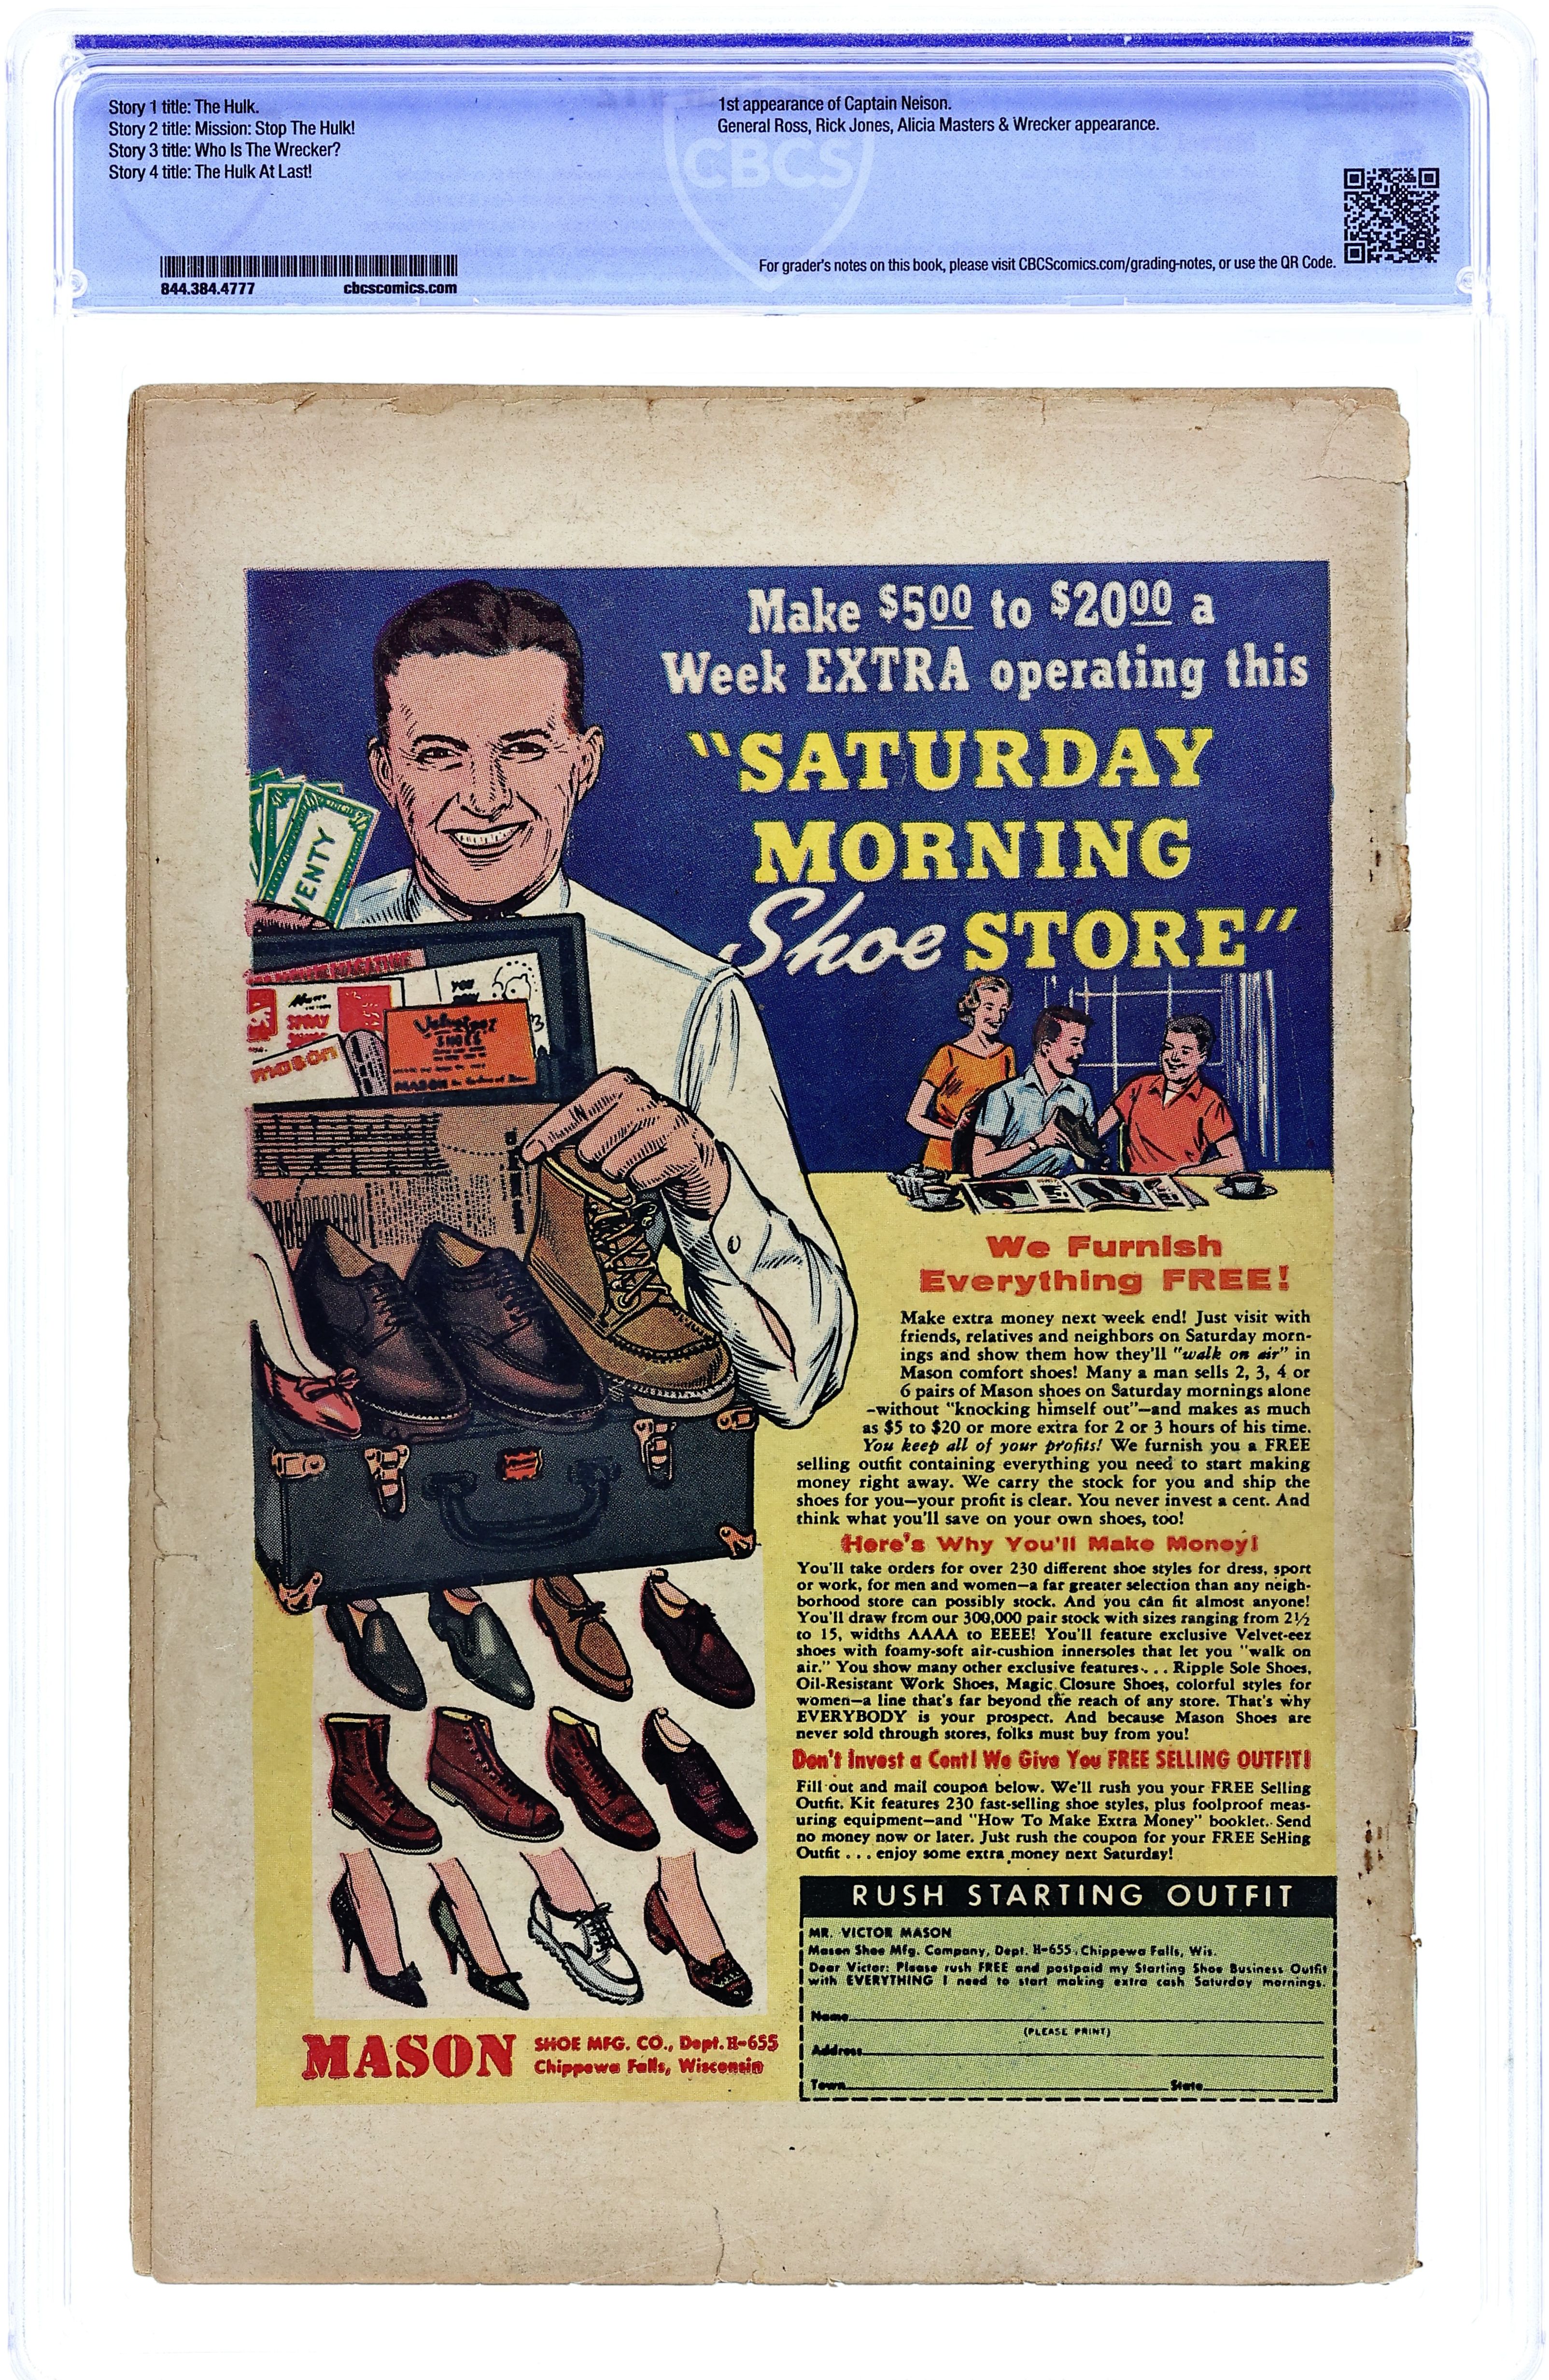 Story 1 title: The Hulk.
Story 2 title: Mission: Stop The Hulk!
Story 3 title: Who Is The Wrecker?
Story 4 title: The Hulk At Last!
1st appearance of Captain Neison.
General Ross, Rick Jones, Alicia Masters & Wrecker appearance.
CBCS
844.384.4777
cbcscomics.com
For grader's notes on this book, please visit CBCScomics.com/grading-notes, or use the QR Code.
Make $5.00 to $20.00 a
Week EXTRA operating this
"SATURDAY
MORNING
Shoe STORE"
VENTY
YOU
SPRAY
MASON
Velveteez
SHOES
MASON
We Furnish
Everything FREE!
Make extra money next week end! Just visit with
friends, relatives and neighbors on Saturday morn-
ings and show them how they'll "walk on air" in
Mason comfort shoes! Many a man sells 2, 3, 4 or
6 pairs of Mason shoes on Saturday mornings alone
—without "knocking himself out"—and makes as much
as $5 to $20 or more extra for 2 or 3 hours of his time.
You keep all of your profits! We furnish you a FREE
selling outfit containing everything you need to start making
money right away. We carry the stock for you and ship the
shoes for you—your profit is clear. You never invest a cent. And
think what you'll save on your own shoes, too!
Here's Why You'll Make Money!
You'll take orders for over 230 different shoe styles for dress, sport
or work, for men and women—a far greater selection than any neigh-
borhood store can possibly stock. And you can fit almost anyone!
You'll draw from our 300,000 pair stock with sizes ranging from 2½
to 15, widths AAAA to EEEE! You'll feature exclusive Velvet-eez
shoes with foamy-soft air-cushion innersoles that let you "walk on
air." You show many other exclusive features . . . Ripple Sole Shoes,
Oil-Resistant Work Shoes, Magic Closure Shoes, colorful styles for
women—a line that's far beyond the reach of any store. That's why
EVERYBODY is your prospect. And because Mason Shoes are
never sold through stores, folks must buy from you!
Don't Invest a Cent! We Give You FREE SELLING OUTFIT!
Fill out and mail coupon below. We'll rush you your FREE Selling
Outfit. Kit features 230 fast-selling shoe styles, plus foolproof meas-
uring equipment—and "How To Make Extra Money" booklet. Send
no money now or later. Just rush the coupon for your FREE Selling
Outfit . . . enjoy some extra money next Saturday!
RUSH STARTING OUTFIT
MR. VICTOR MASON
Mason Shoe Mfg. Company, Dept. H-655, Chippewa Falls, Wis.
Dear Victor: Please rush FREE and postpaid my Starting Shoe Business Outfit
with EVERYTHING I need to start making extra cash Saturday mornings.
Name
(PLEASE PRINT)
Address
Town State
MASON SHOE MFG. CO., Dept. H-655
Chippewa Falls, Wisconsin